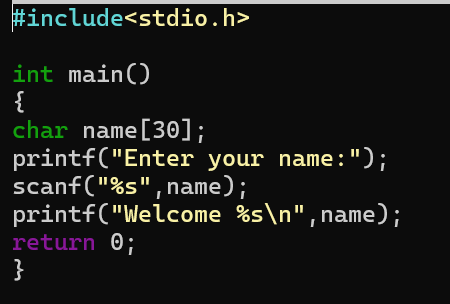 #include<stdio.h>
int main()
{
char name[30];
printf("Enter your name:");
scanf("%s",name);
printf("Welcome %s\n",name);
return 0;
}